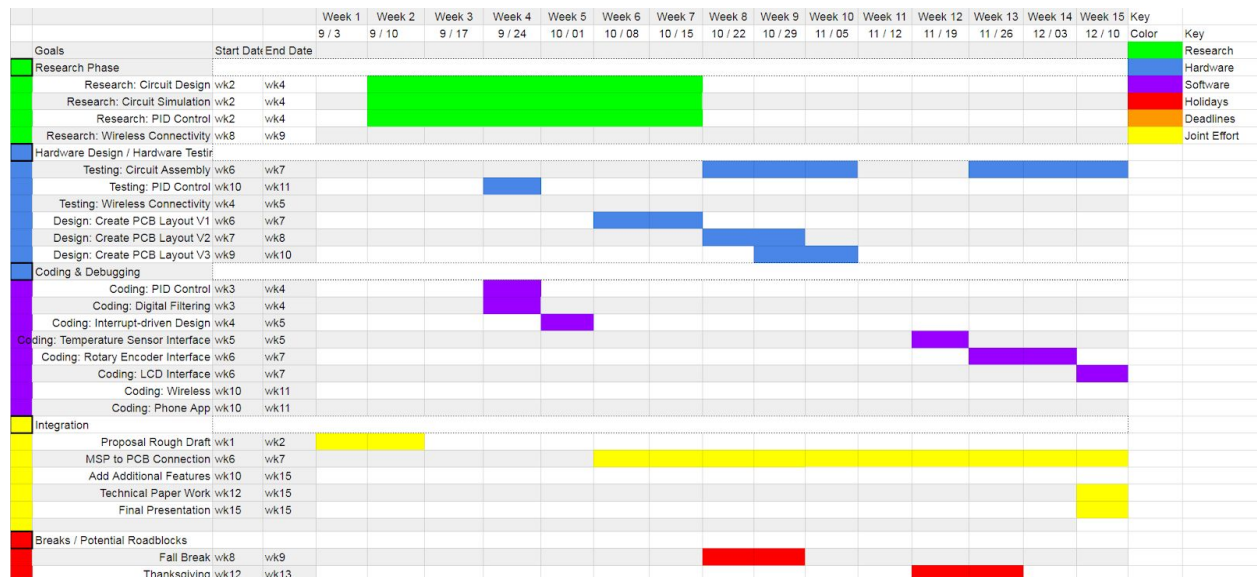 Week 1 Week 2 Week 3 Week 4 Week 5 Week 6 Week 7 Week 8 Week 9 Week 10 Week 11 Week 12 Week 13 Week 14 Week 15 Key
9 / 3 9 / 10 9 / 17 9 / 24 10 / 01 10 / 08 10 / 15 10 / 22 10 / 29 11 / 05 11 / 12 11 / 19 11 / 26 12 / 03 12 / 10 Color Key
Goals Start Date End Date Research
Research Phase Hardware
Research: Circuit Design wk2 wk4 Software
Research: Circuit Simulation wk2 wk4 Holidays
Research: PID Control wk2 wk4 Deadlines
Research: Wireless Connectivity wk8 wk9 Joint Effort
Hardware Design / Hardware Testin
Testing: Circuit Assembly wk6 wk7
Testing: PID Control wk10 wk11
Testing: Wireless Connectivity wk4 wk5
Design: Create PCB Layout V1 wk6 wk7
Design: Create PCB Layout V2 wk7 wk8
Design: Create PCB Layout V3 wk9 wk10
Coding & Debugging
Coding: PID Control wk3 wk4
Coding: Digital Filtering wk3 wk4
Coding: Interrupt-driven Design wk4 wk5
Coding: Temperature Sensor Interface wk5 wk5
Coding: Rotary Encoder Interface wk6 wk7
Coding: LCD Interface wk6 wk7
Coding: Wireless wk10 wk11
Coding: Phone App wk10 wk11
Integration
Proposal Rough Draft wk1 wk2
MSP to PCB Connection wk6 wk7
Add Additional Features wk10 wk15
Technical Paper Work wk12 wk15
Final Presentation wk15 wk15
Breaks / Potential Roadblocks
Fall Break wk8 wk9
Thanksgiving wk12 wk13